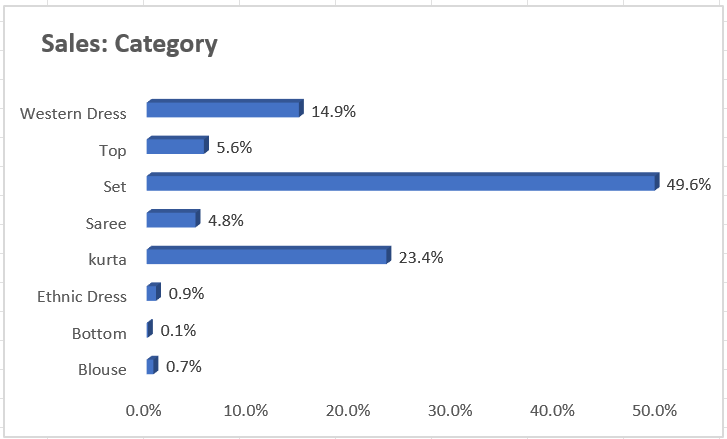 Sales: Category
Western Dress 14.9%
Top 5.6%
Set 49.6%
Saree 4.8%
kurta 23.4%
Ethnic Dress 0.9%
Bottom 0.1%
Blouse 0.7%
0.0% 10.0% 20.0% 30.0% 40.0% 50.0%